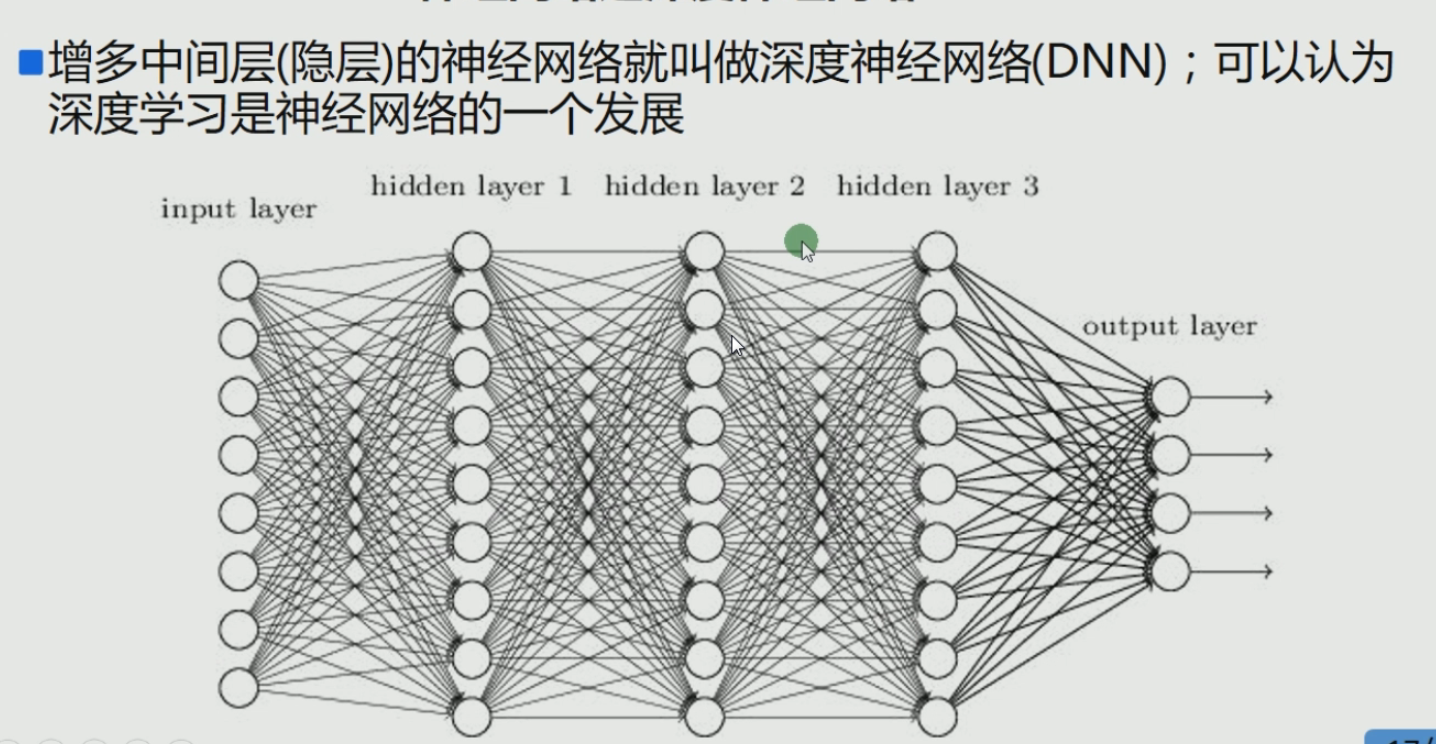 增多中间层(隐层)的神经网络就叫做深度神经网络(DNN)；可以认为
深度学习是神经网络的一个发展
hidden layer 1 hidden layer 2 hidden layer 3
input layer
output layer